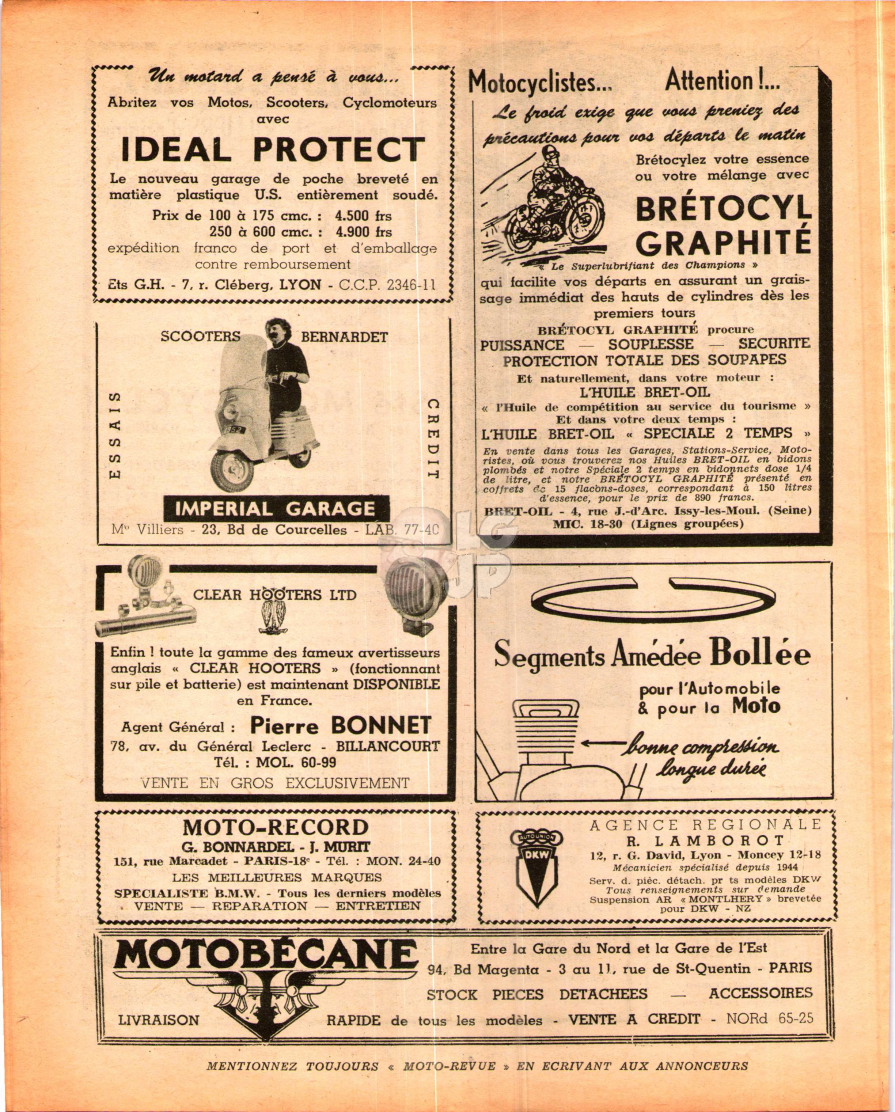 Un motard a pensé à vous...
Abritez vos Motos, Scooters, Cyclomoteurs
avec
IDEAL PROTECT
Le nouveau garage de poche breveté en
matière plastique U.S. entièrement soudé.
Prix de 100 à 175 cmc. : 4.500 frs
250 à 600 cmc. : 4.900 frs
expédition franco de port et d'emballage
contre remboursement
Ets G.H. - 7, r. Cléberg, LYON - C.C.P. 2346-11
Motocyclistes... Attention !...
Le froid exige que vous preniez des
précautions pour vos départs le matin
Brétocylez votre essence
ou votre mélange avec
BRÉTOCYL
GRAPHITÉ
« Le Superlubrifiant des Champions »
qui facilite vos départs en assurant un grais-
sage immédiat des hauts de cylindres dès les
premiers tours
BRÉTOCYL GRAPHITÉ procure
PUISSANCE — SOUPLESSE — SECURITE
PROTECTION TOTALE DES SOUPAPES
Et naturellement, dans votre moteur :
L'HUILE BRET-OIL
« l'Huile de compétition au service du tourisme »
Et dans votre deux temps :
L'HUILE BRET-OIL « SPECIALE 2 TEMPS »
En vente dans tous les Garages, Stations-Service, Moto-
ristes, où vous trouverez nos Huiles BRET-OIL en bidons
plombés et notre Spéciale 2 temps en bidonnets dose 1/4
de litre, et notre BRÉTOCYL GRAPHITÉ présenté en
coffrets de 15 flacons-doses, correspondant à 150 litres
d'essence, pour le prix de 890 francs.
BRET-OIL - 4, rue J.-d'Arc. Issy-les-Moul. (Seine)
MIC. 18-30 (Lignes groupées)
SCOOTERS BERNARDET
ESSAIS
CREDIT
IMPERIAL GARAGE
Mº Villiers - 23, Bd de Courcelles - LAB. 77-40
CLEAR HOOTERS LTD
Enfin ! toute la gamme des fameux avertisseurs
anglais « CLEAR HOOTERS » (fonctionnant
sur pile et batterie) est maintenant DISPONIBLE
en France.
Agent Général : Pierre BONNET
78, av. du Général Leclerc - BILLANCOURT
Tél. : MOL. 60-99
VENTE EN GROS EXCLUSIVEMENT
Segments Amédée Bollée
pour l'Automobile
& pour la Moto
bonne compression
longue durée
MOTO-RECORD
G. BONNARDEL - J. MURIT
151, rue Marcadet - PARIS-18e - Tél. : MON. 24-40
LES MEILLEURES MARQUES
SPECIALISTE B.M.W. - Tous les derniers modèles
VENTE — REPARATION — ENTRETIEN
AUTO UNION
DKW
AGENCE REGIONALE
R. LAMBOROT
12, r. G. David, Lyon - Moncey 12-18
Mécanicien spécialisé depuis 1944
Serv. d. pièc. détach. pr ts modèles DKW
Tous renseignements sur demande
Suspension AR « MONTLHERY » brevetée
pour DKW - NZ
MOTOBÉCANE
Entre la Gare du Nord et la Gare de l'Est
94, Bd Magenta - 3 au 11, rue de St-Quentin - PARIS
STOCK PIECES DETACHEES — ACCESSOIRES
LIVRAISON RAPIDE de tous les modèles - VENTE A CREDIT - NORd 65-25
MENTIONNEZ TOUJOURS « MOTO-REVUE » EN ECRIVANT AUX ANNONCEURS